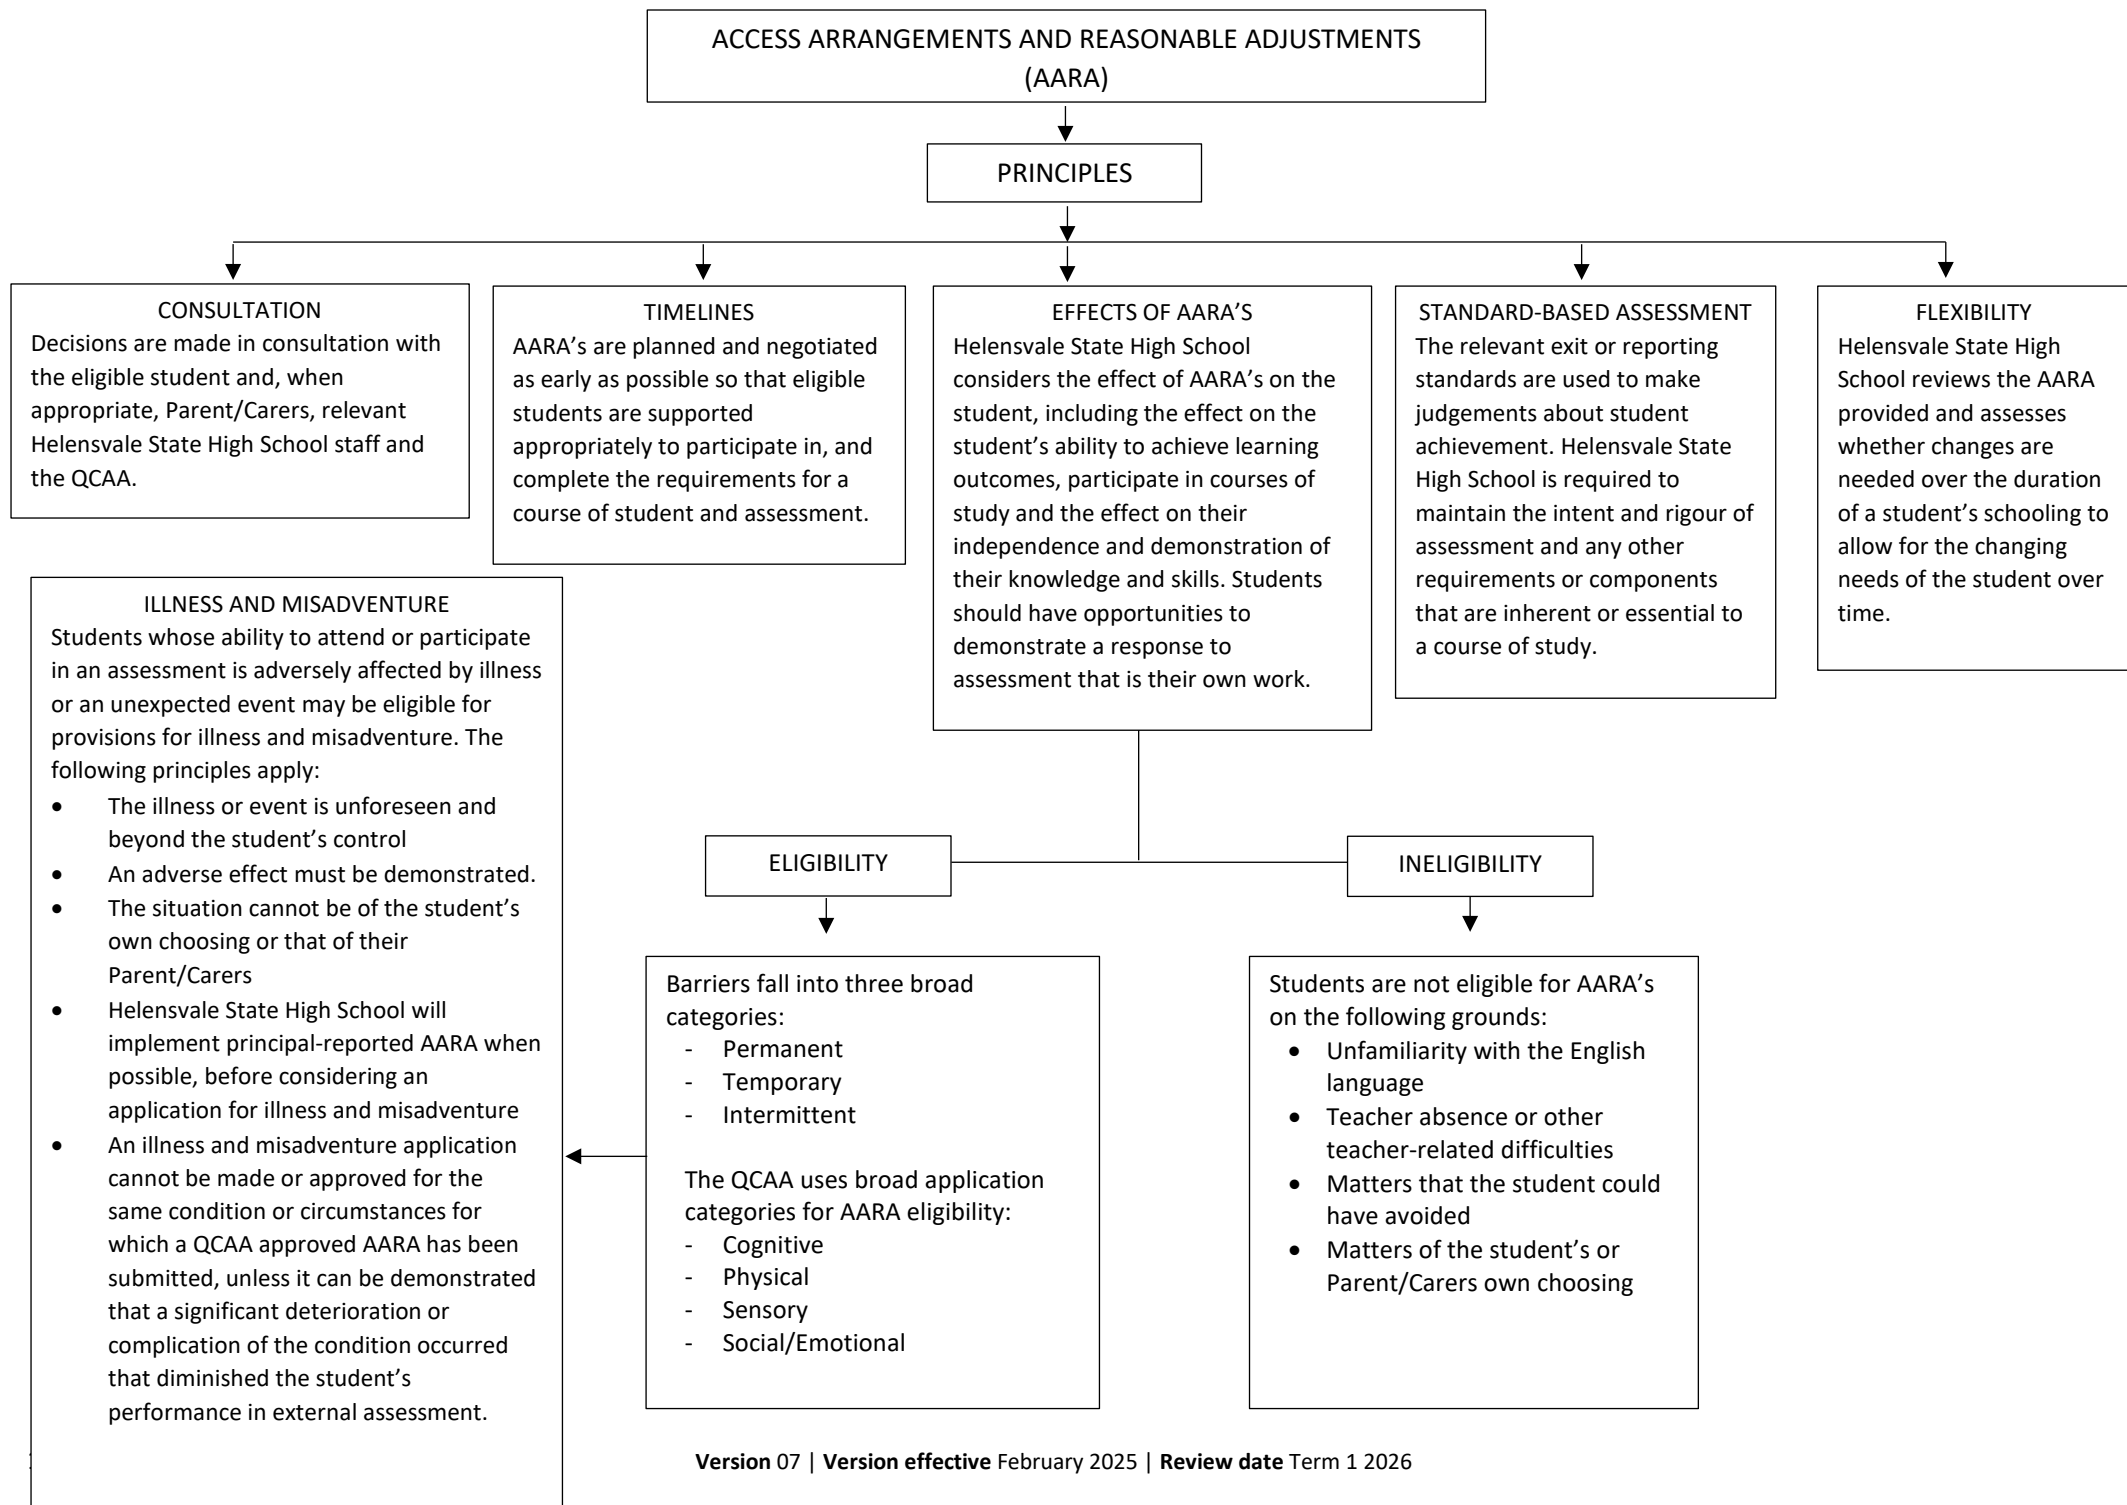 ACCESS ARRANGEMENTS AND REASONABLE ADJUSTMENTS
(AARA)
PRINCIPLES
CONSULTATION
Decisions are made in consultation with
the eligible student and, when
appropriate, Parent/Carers, relevant
Helensvale State High School staff and
the QCAA.
TIMELINES
AARA’s are planned and negotiated
as early as possible so that eligible
students are supported
appropriately to participate in, and
complete the requirements for a
course of student and assessment.
EFFECTS OF AARA’S
Helensvale State High School
considers the effect of AARA’s on the
student, including the effect on the
student’s ability to achieve learning
outcomes, participate in courses of
study and the effect on their
independence and demonstration of
their knowledge and skills. Students
should have opportunities to
demonstrate a response to
assessment that is their own work.
STANDARD-BASED ASSESSMENT
The relevant exit or reporting
standards are used to make
judgements about student
achievement. Helensvale State
High School is required to
maintain the intent and rigour of
assessment and any other
requirements or components
that are inherent or essential to
a course of study.
FLEXIBILITY
Helensvale State High
School reviews the AARA
provided and assesses
whether changes are
needed over the duration
of a student’s schooling to
allow for the changing
needs of the student over
time.
ILLNESS AND MISADVENTURE
Students whose ability to attend or participate
in an assessment is adversely affected by illness
or an unexpected event may be eligible for
provisions for illness and misadventure. The
following principles apply:
• The illness or event is unforeseen and
beyond the student’s control
• An adverse effect must be demonstrated.
• The situation cannot be of the student’s
own choosing or that of their
Parent/Carers
• Helensvale State High School will
implement principal-reported AARA when
possible, before considering an
application for illness and misadventure
• An illness and misadventure application
cannot be made or approved for the
same condition or circumstances for
which a QCAA approved AARA has been
submitted, unless it can be demonstrated
that a significant deterioration or
complication of the condition occurred
that diminished the student’s
performance in external assessment.
ELIGIBILITY
Barriers fall into three broad
categories:
- Permanent
- Temporary
- Intermittent
The QCAA uses broad application
categories for AARA eligibility:
- Cognitive
- Physical
- Sensory
- Social/Emotional
INELIGIBILITY
Students are not eligible for AARA’s
on the following grounds:
• Unfamiliarity with the English
language
• Teacher absence or other
teacher-related difficulties
• Matters that the student could
have avoided
• Matters of the student’s or
Parent/Carers own choosing
Version 07 | Version effective February 2025 | Review date Term 1 2026